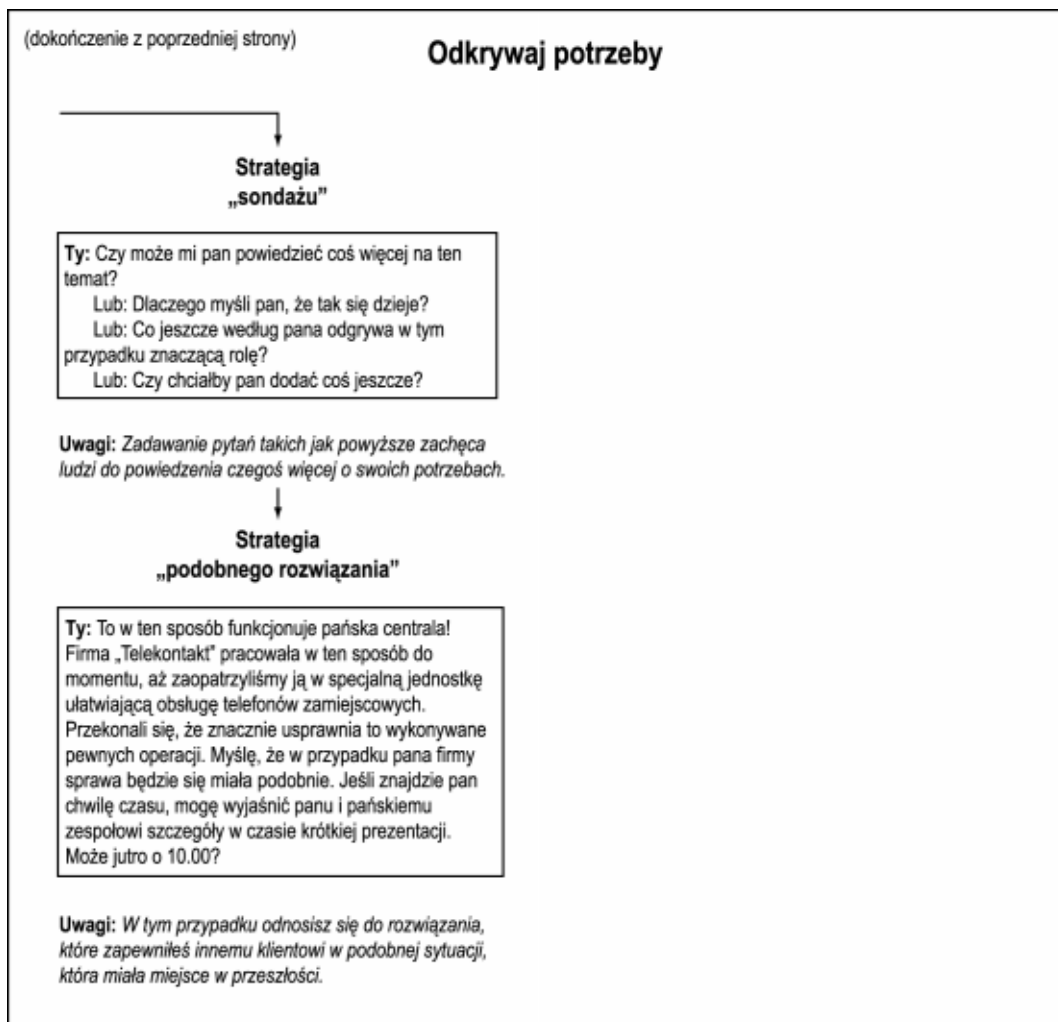 (dokończenie z poprzedniej strony)
Odkrywaj potrzeby
Strategia
„sondażu”
Ty: Czy może mi pan powiedzieć coś więcej na ten
temat?
Lub: Dlaczego myśli pan, że tak się dzieje?
Lub: Co jeszcze według pana odgrywa w tym
przypadku znaczącą rolę?
Lub: Czy chciałby pan dodać coś jeszcze?
Uwagi: Zadawanie pytań takich jak powyższe zachęca
ludzi do powiedzenia czegoś więcej o swoich potrzebach.
Strategia
„podobnego rozwiązania”
Ty: To w ten sposób funkcjonuje pańska centrala!
Firma „Telekontakt” pracowała w ten sposób do
momentu, aż zaopatrzyliśmy ją w specjalną jednostkę
ułatwiającą obsługę telefonów zamiejscowych.
Przekonali się, że znacznie usprawnia to wykonywane
pewnych operacji. Myślę, że w przypadku pana firmy
sprawa będzie się miała podobnie. Jeśli znajdzie pan
chwilę czasu, mogę wyjaśnić panu i pańskiemu
zespołowi szczegóły w czasie krótkiej prezentacji.
Może jutro o 10.00?
Uwagi: W tym przypadku odnosisz się do rozwiązania,
które zapewniłeś innemu klientowi w podobnej sytuacji,
która miała miejsce w przeszłości.